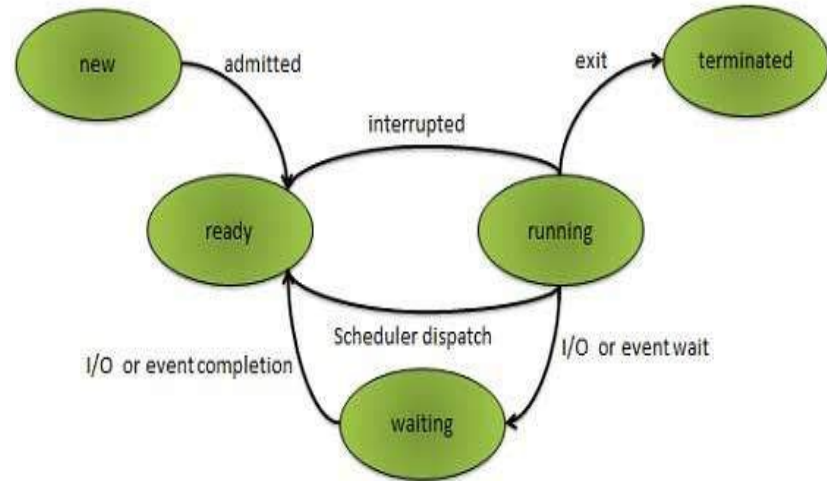 new
admitted
exit
terminated
interrupted
ready
running
Scheduler dispatch
I/O or event completion
I/O or event wait
waiting